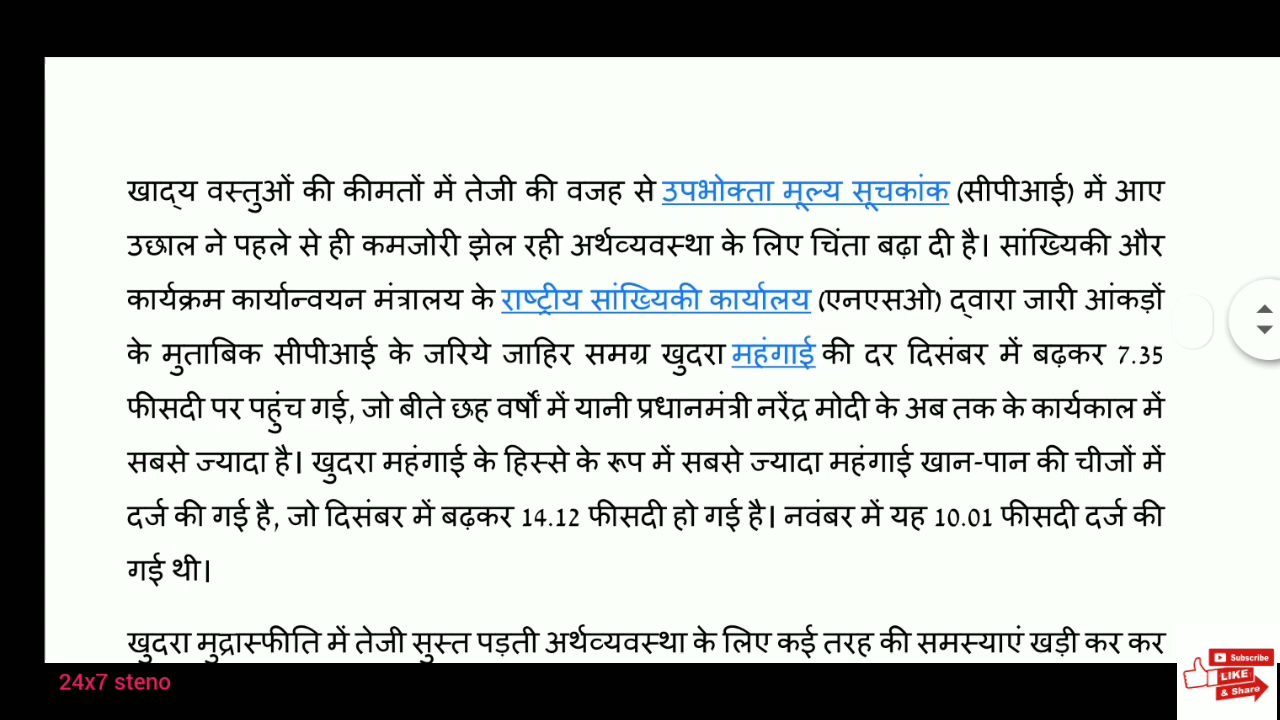 खाद्य वस्तुओं की कीमतों में तेजी की वजह से उपभोक्ता मूल्य सूचकांक (सीपीआई) में आए
उछाल ने पहले से ही कमजोरी झेल रही अर्थव्यवस्था के लिए चिंता बढ़ा दी है। सांख्यिकी और
कार्यक्रम कार्यान्वयन मंत्रालय के राष्ट्रीय सांख्यिकी कार्यालय (एनएसओ) द्वारा जारी आंकड़ों
के मुताबिक सीपीआई के जरिये जाहिर समग्र खुदरा महंगाई की दर दिसंबर में बढ़कर 7.35
फीसदी पर पहुंच गई, जो बीते छह वर्षों में यानी प्रधानमंत्री नरेंद्र मोदी के अब तक के कार्यकाल में
सबसे ज्यादा है। खुदरा महंगाई के हिस्से के रूप में सबसे ज्यादा महंगाई खान-पान की चीजों में
दर्ज की गई है, जो दिसंबर में बढ़कर 14.12 फीसदी हो गई है। नवंबर में यह 10.01 फीसदी दर्ज की
गई थी।
खुदरा मुद्रास्फीति में तेजी सुस्त पड़ती अर्थव्यवस्था के लिए कई तरह की समस्याएं खड़ी कर कर
24x7 steno
Subscribe
LIKE
& Share